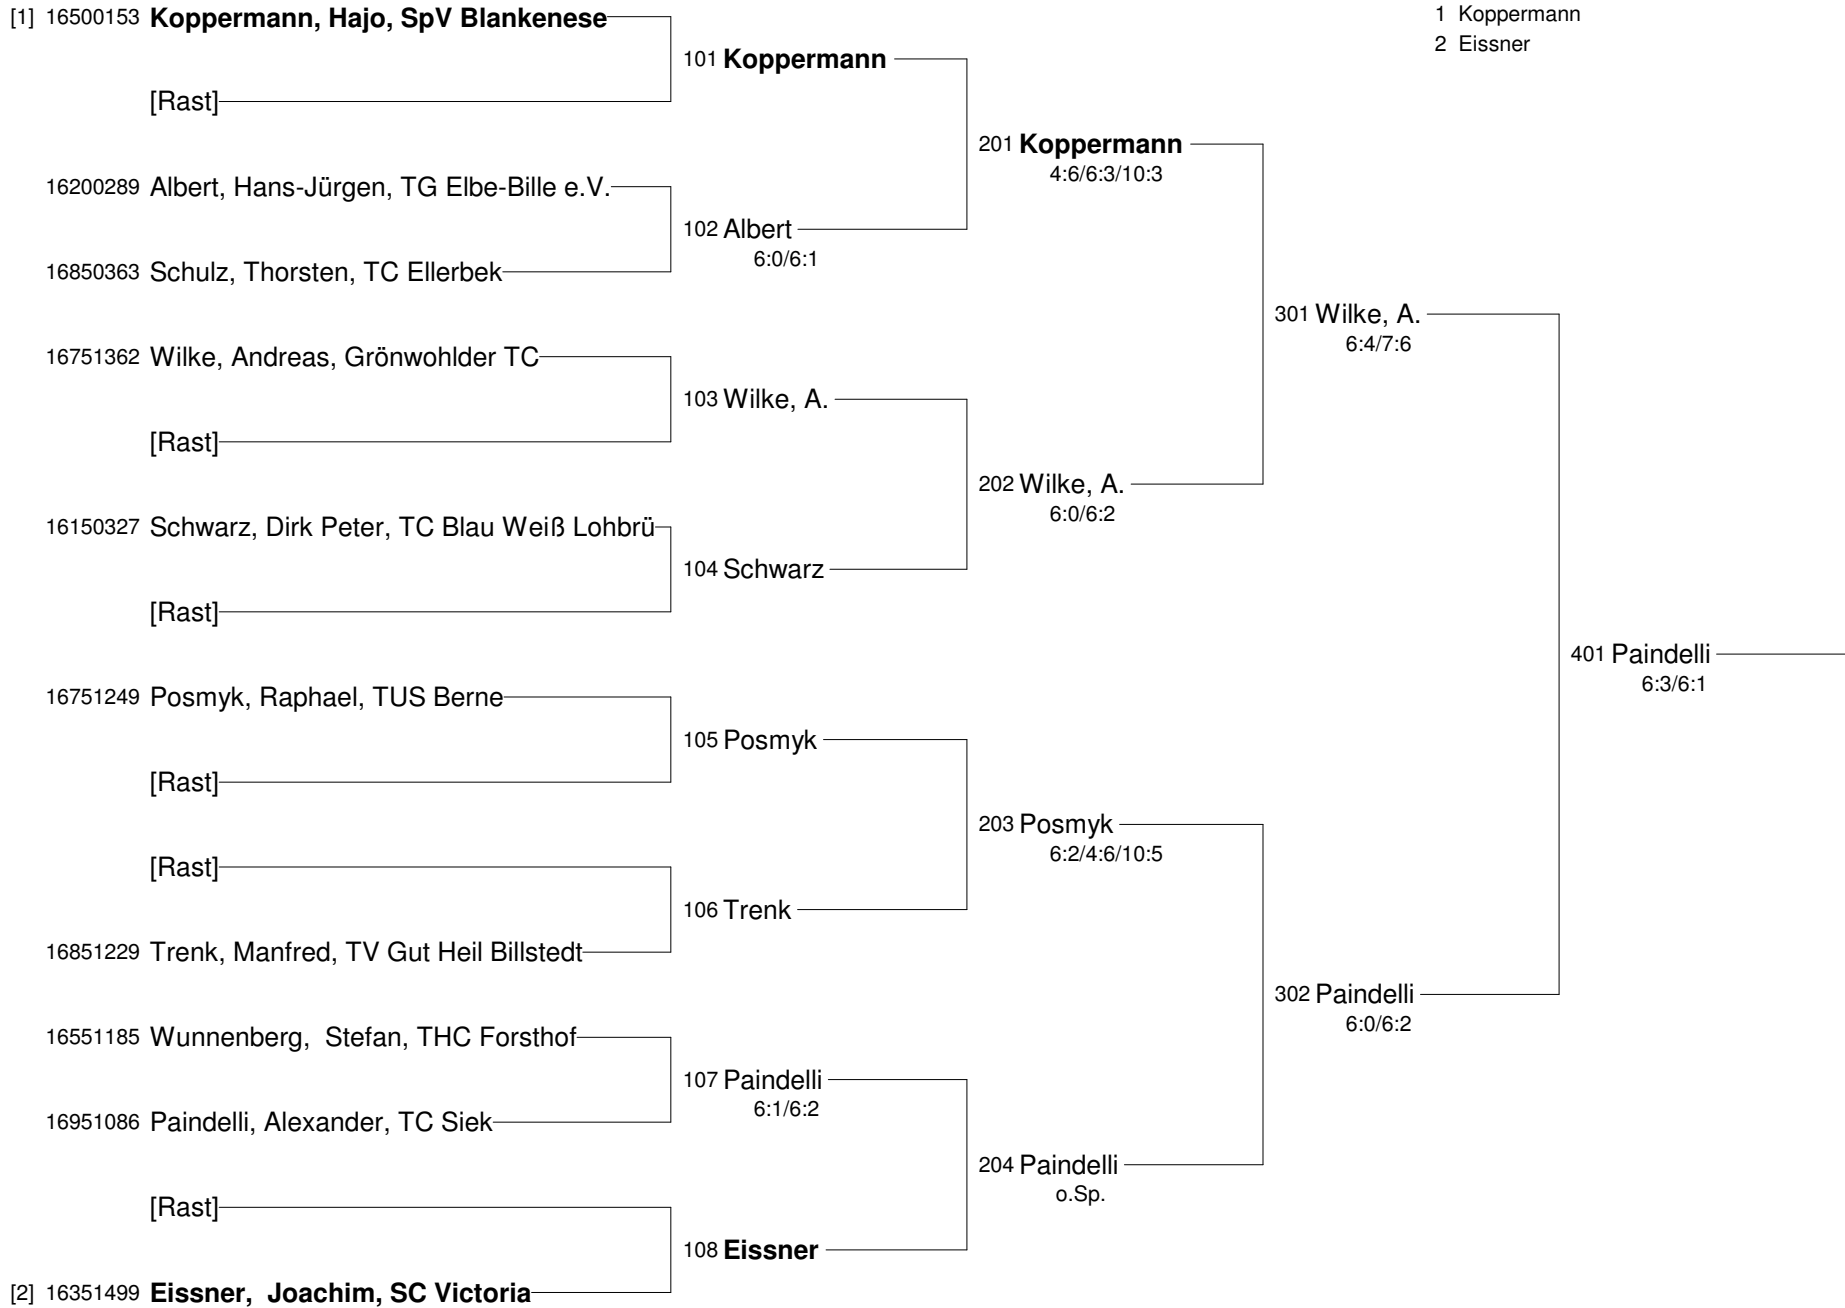 [1] 16500153 Koppermann, Hajo, SpV Blankenese
[Rast]
16200289 Albert, Hans-Jürgen, TG Elbe-Bille e.V.
16850363 Schulz, Thorsten, TC Ellerbek
16751362 Wilke, Andreas, Grönwohlder TC
[Rast]
16150327 Schwarz, Dirk Peter, TC Blau Weiß Lohbrü
[Rast]
16751249 Posmyk, Raphael, TUS Berne
[Rast]
[Rast]
16851229 Trenk, Manfred, TV Gut Heil Billstedt
16551185 Wunnenberg,  Stefan, THC Forsthof
16951086 Paindelli, Alexander, TC Siek
[Rast]
[2] 16351499 Eissner,  Joachim, SC Victoria
101 Koppermann
102 Albert
6:0/6:1
103 Wilke, A.
104 Schwarz
105 Posmyk
106 Trenk
107 Paindelli
6:1/6:2
108 Eissner
201 Koppermann
4:6/6:3/10:3
202 Wilke, A.
6:0/6:2
203 Posmyk
6:2/4:6/10:5
204 Paindelli
o.Sp.
301 Wilke, A.
6:4/7:6
302 Paindelli
6:0/6:2
401 Paindelli
6:3/6:1
1 Koppermann
2 Eissner